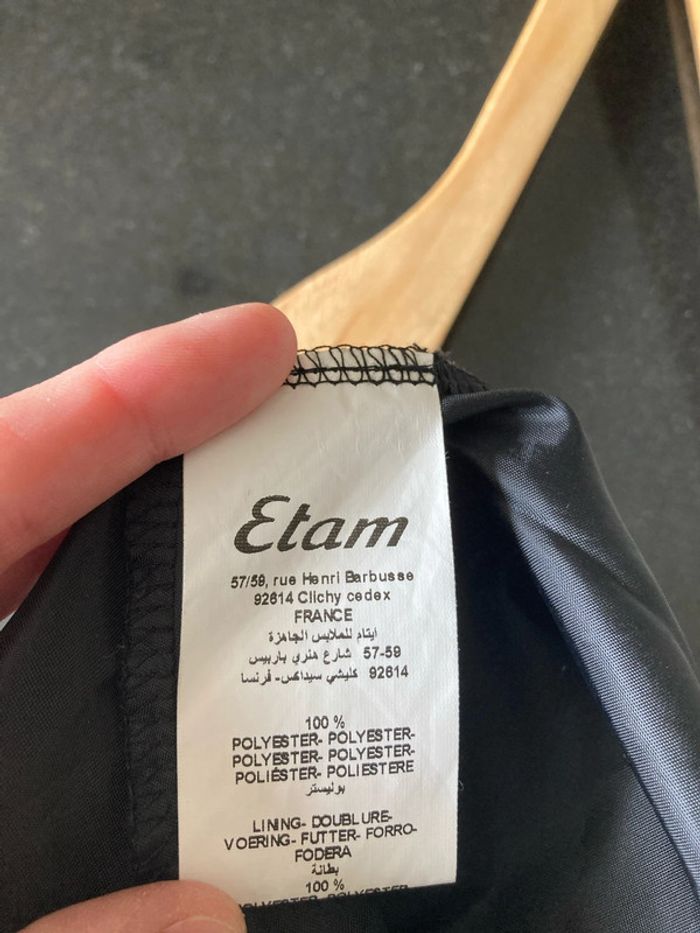 Etam
57/59, rue Henri Barbusse
92614 Clichy cedex
FRANCE
ايتام للملابس الجاهزة
57-59 شارع هنري باربيس
92614 كليشي سيداكس- فرنسا
100 %
POLYESTER- POLYESTER-
POLYESTER- POLYESTER-
POLIÉSTER- POLIESTERE
بوليستر
LINING- DOUBLURE-
VOERING- FUTTER- FORRO-
FODERA
بطانة
100 %
POLYESTER- POLYESTER